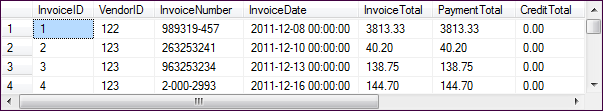 InvoiceID VendorID InvoiceNumber InvoiceDate InvoiceTotal PaymentTotal CreditTotal
1 1 122 989319-457 2011-12-08 00:00:00 3813.33 3813.33 0.00
2 2 123 263253241 2011-12-10 00:00:00 40.20 40.20 0.00
3 3 123 963253234 2011-12-13 00:00:00 138.75 138.75 0.00
4 4 123 2-000-2993 2011-12-16 00:00:00 144.70 144.70 0.00